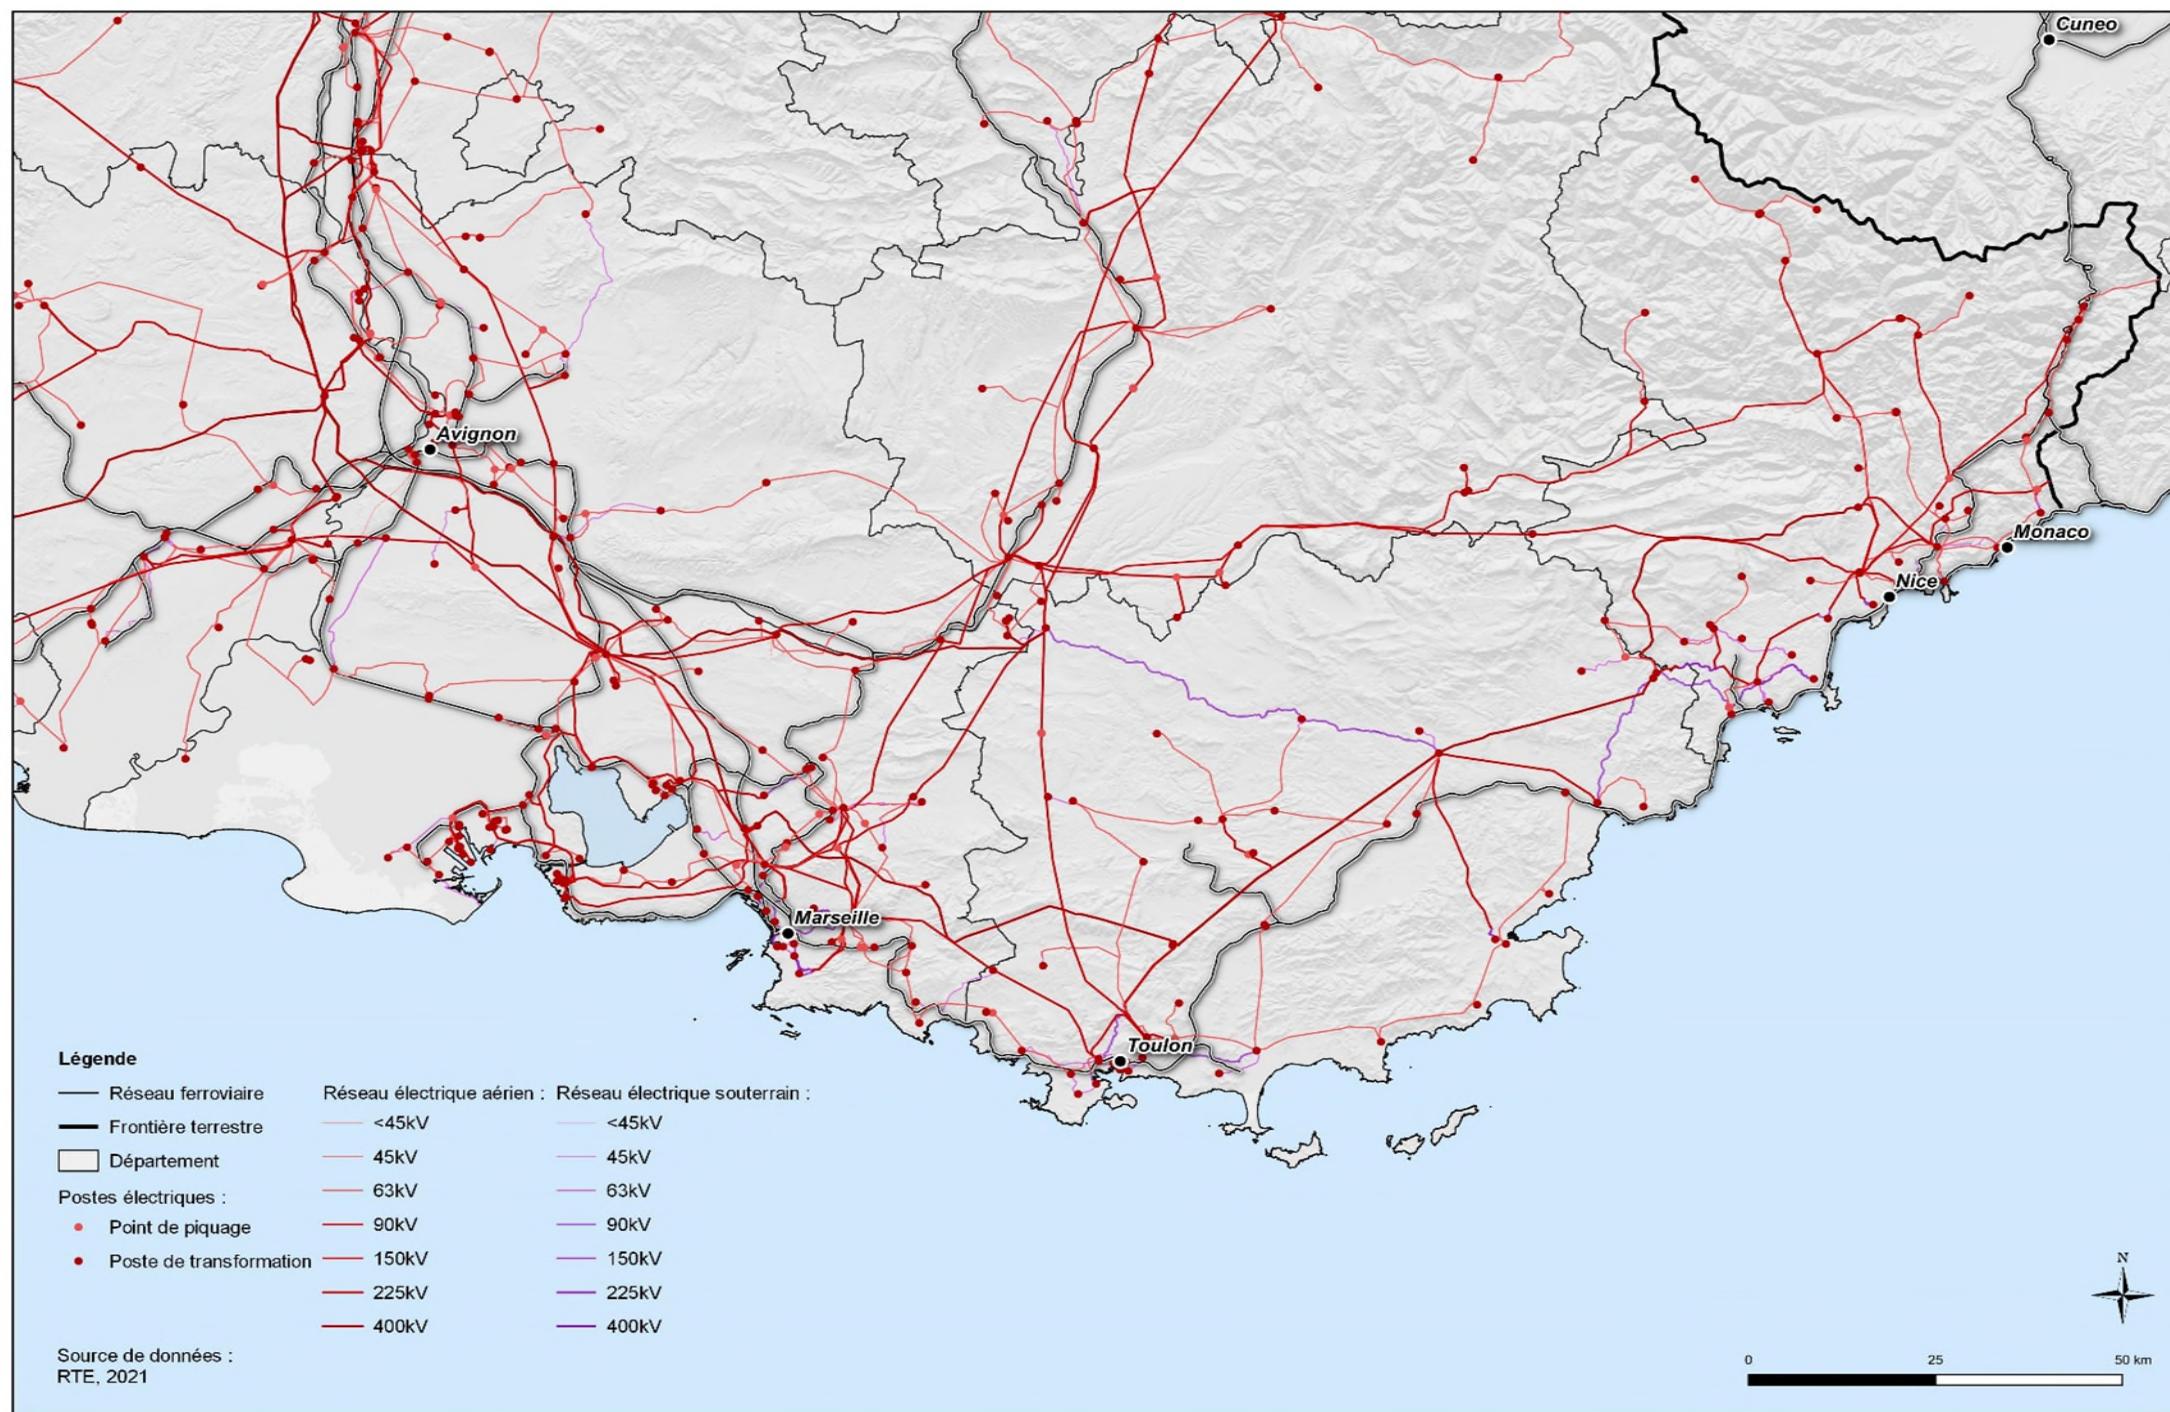 Cuneo
Avignon
Monaco
Nice
Marseille
Toulon
Légende
Réseau ferroviaire
Frontière terrestre
Département
Postes électriques :
Point de piquage
Poste de transformation
Réseau électrique aérien :
<45kV
45kV
63kV
90kV
150kV
225kV
400kV
Réseau électrique souterrain :
<45kV
45kV
63kV
90kV
150kV
225kV
400kV
Source de données :
RTE, 2021
N
0 25 50 km